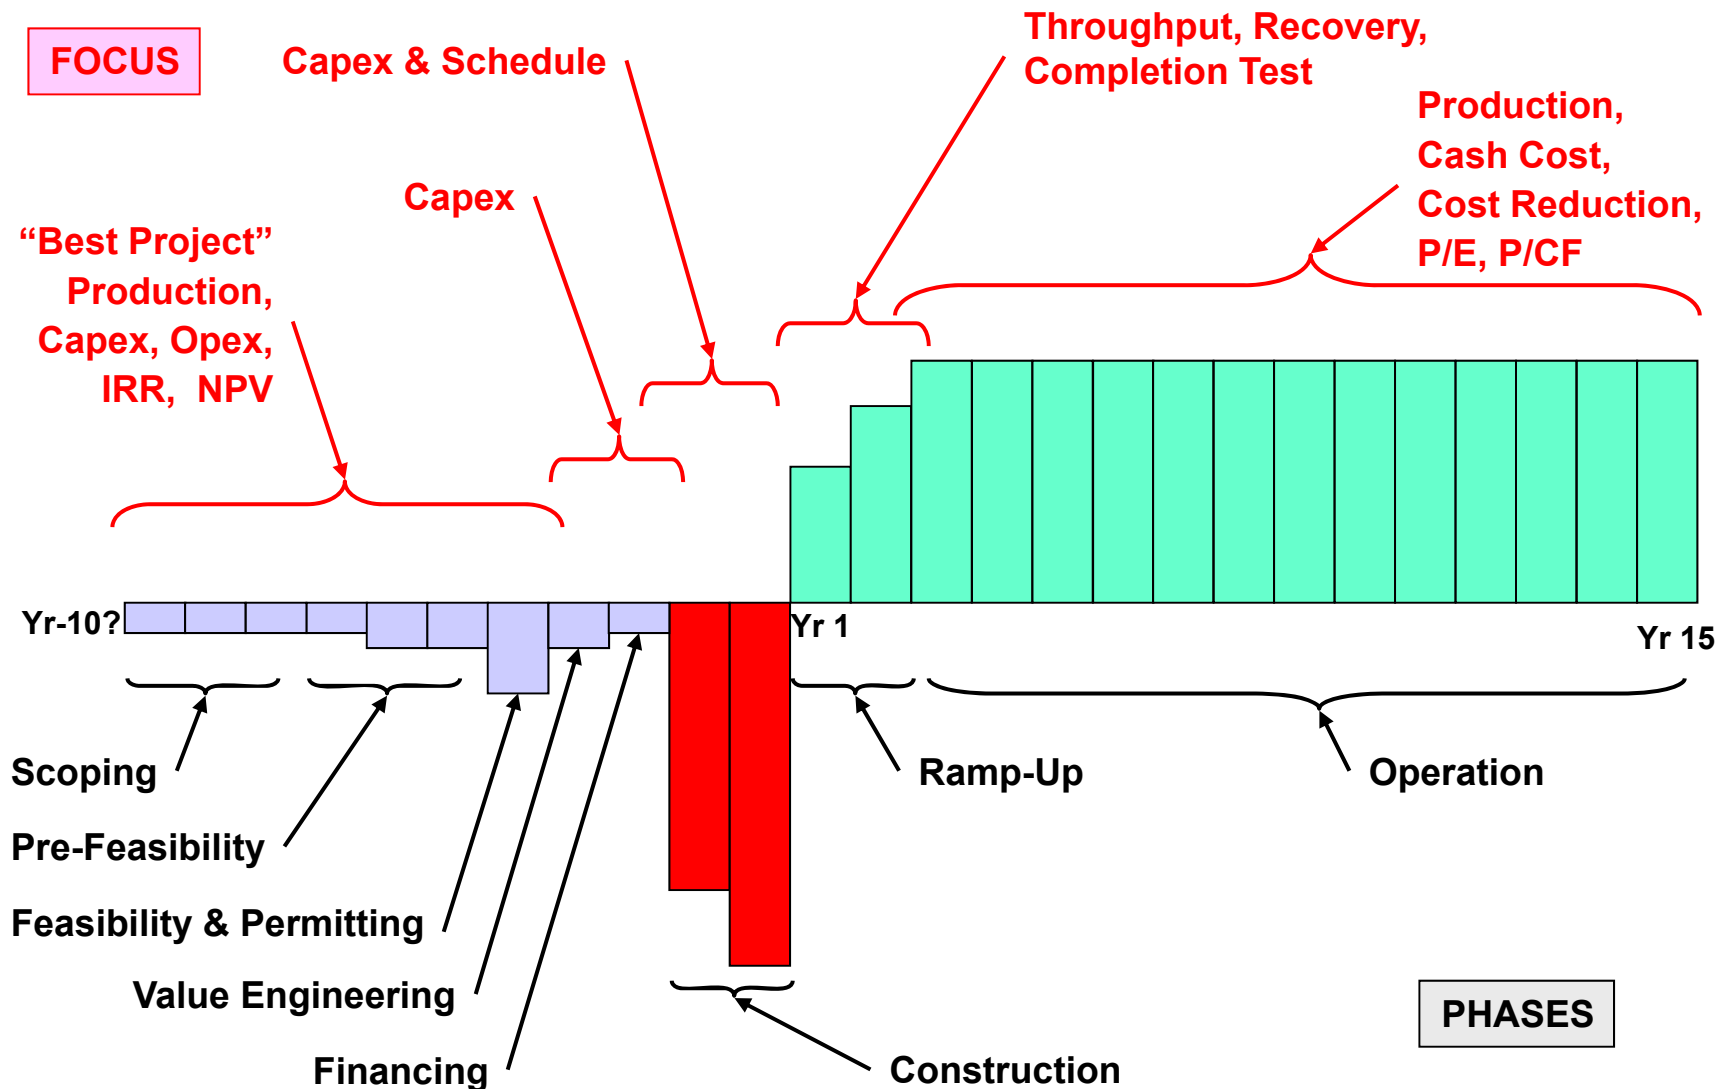 FOCUS
Capex & Schedule
Throughput, Recovery,
Completion Test
Production,
Cash Cost,
Cost Reduction,
P/E, P/CF
Capex
“Best Project”
Production,
Capex, Opex,
IRR,  NPV
Yr-10?
Yr 1
Yr 15
Scoping
Pre-Feasibility
Feasibility & Permitting
Value Engineering
Financing
Construction
Ramp-Up
Operation
PHASES